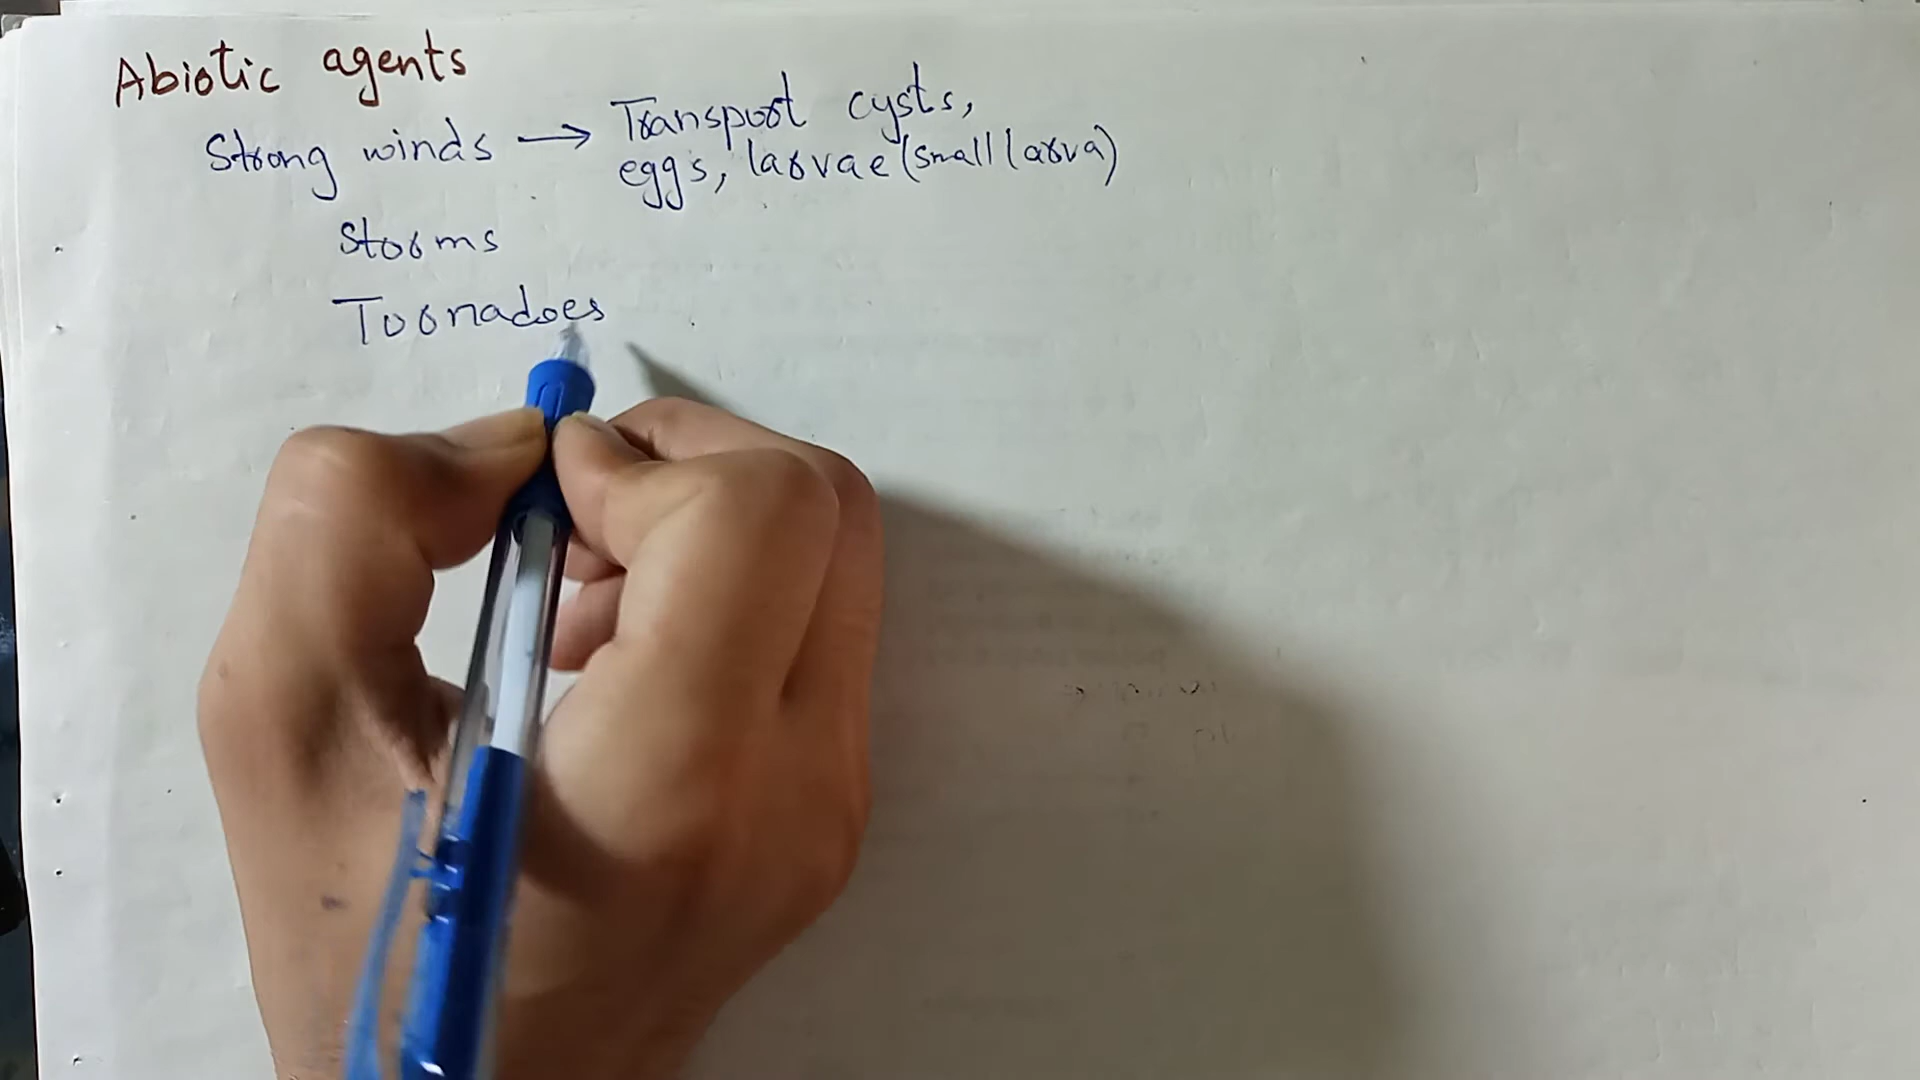 Abiotic agents
Strong winds → Transport cysts,
eggs, larvae (small larva)
Storms
Tornadoes